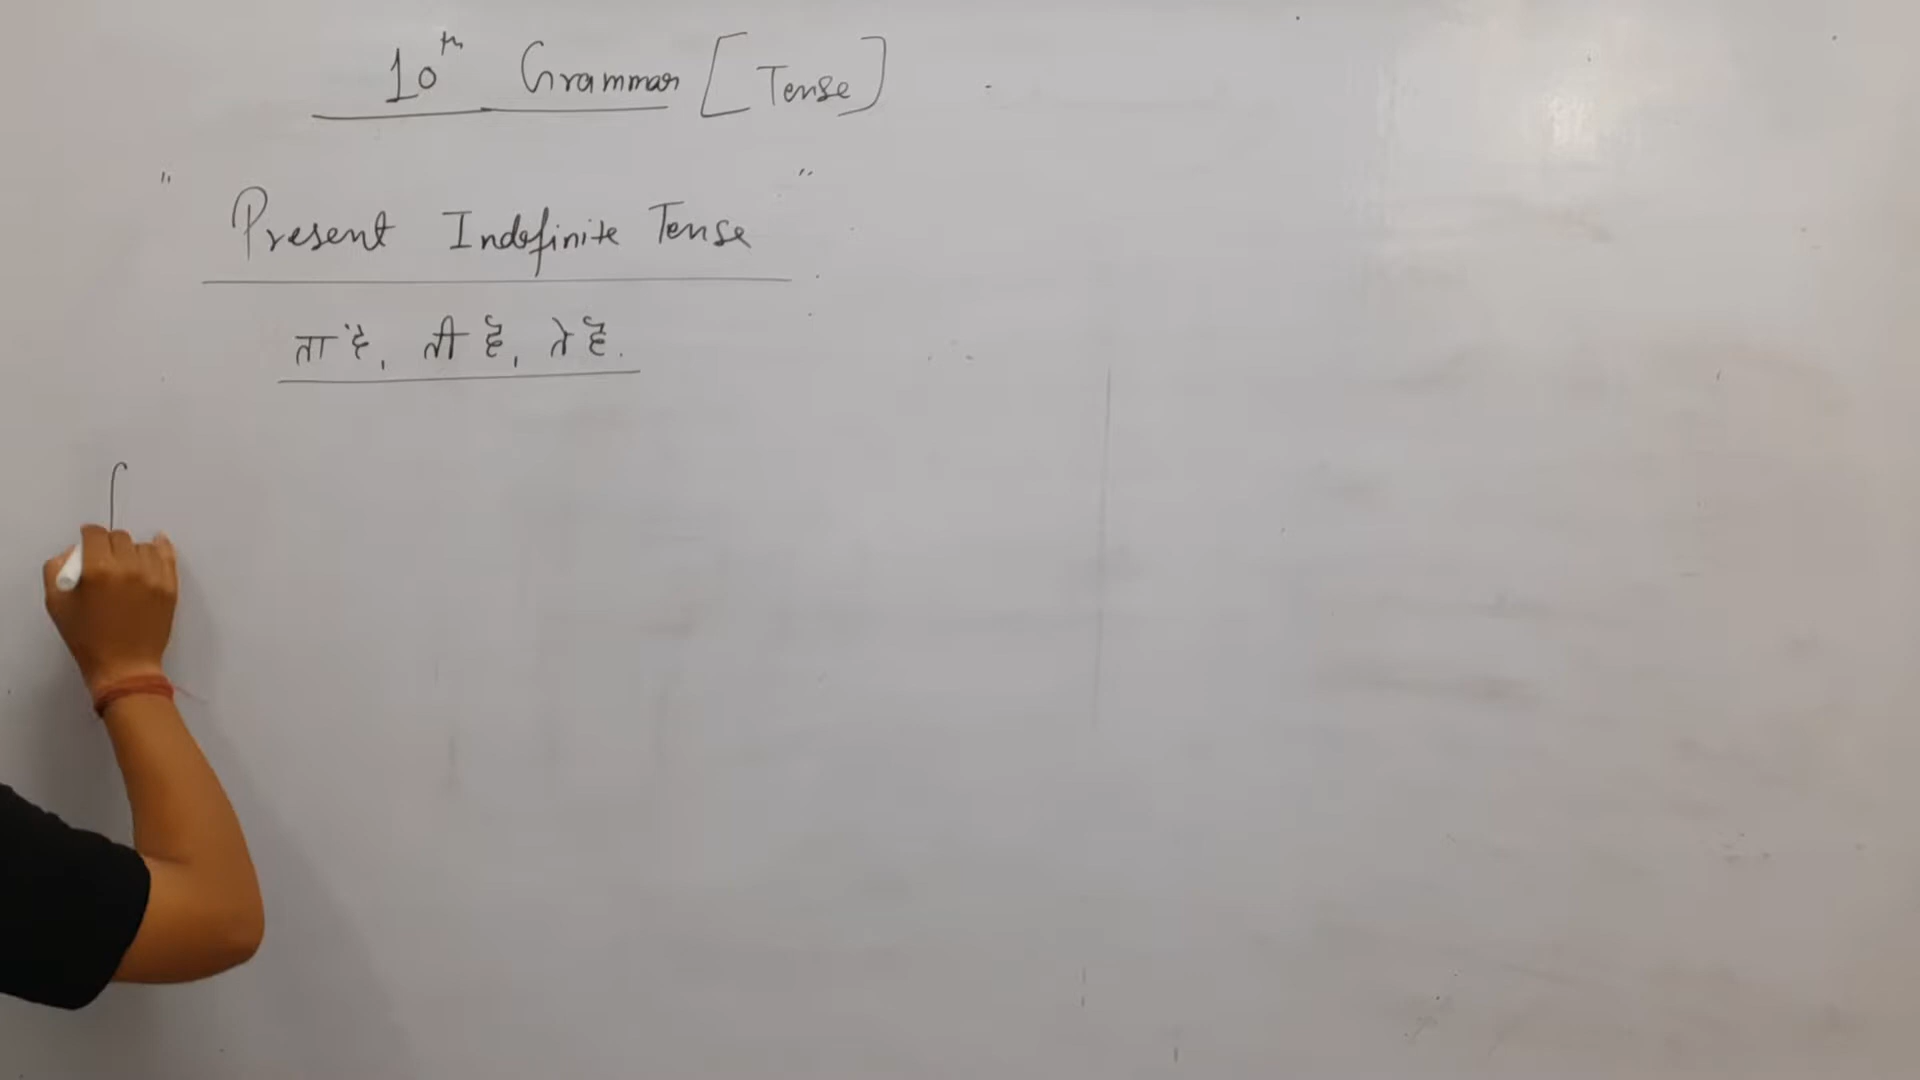 10th Grammar [Tense]
" Present Indefinite Tense "
ता है, ती है, ते है.